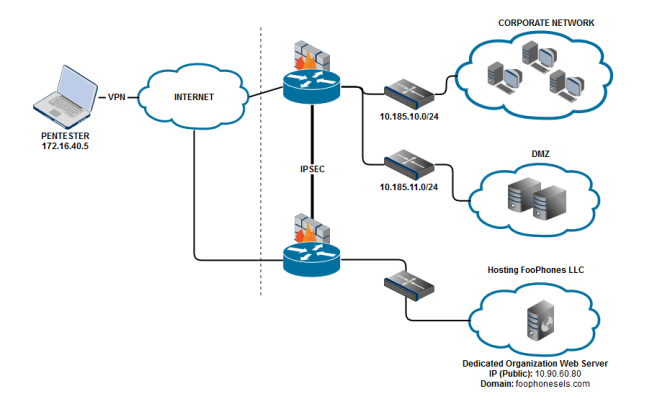 CORPORATE NETWORK
VPN
INTERNET
PENTESTER
172.16.40.5
10.185.10.0/24
DMZ
IPSEC
10.185.11.0/24
Hosting FooPhones LLC
Dedicated Organization Web Server
IP (Public): 10.90.60.80
Domain: foophonesels.com